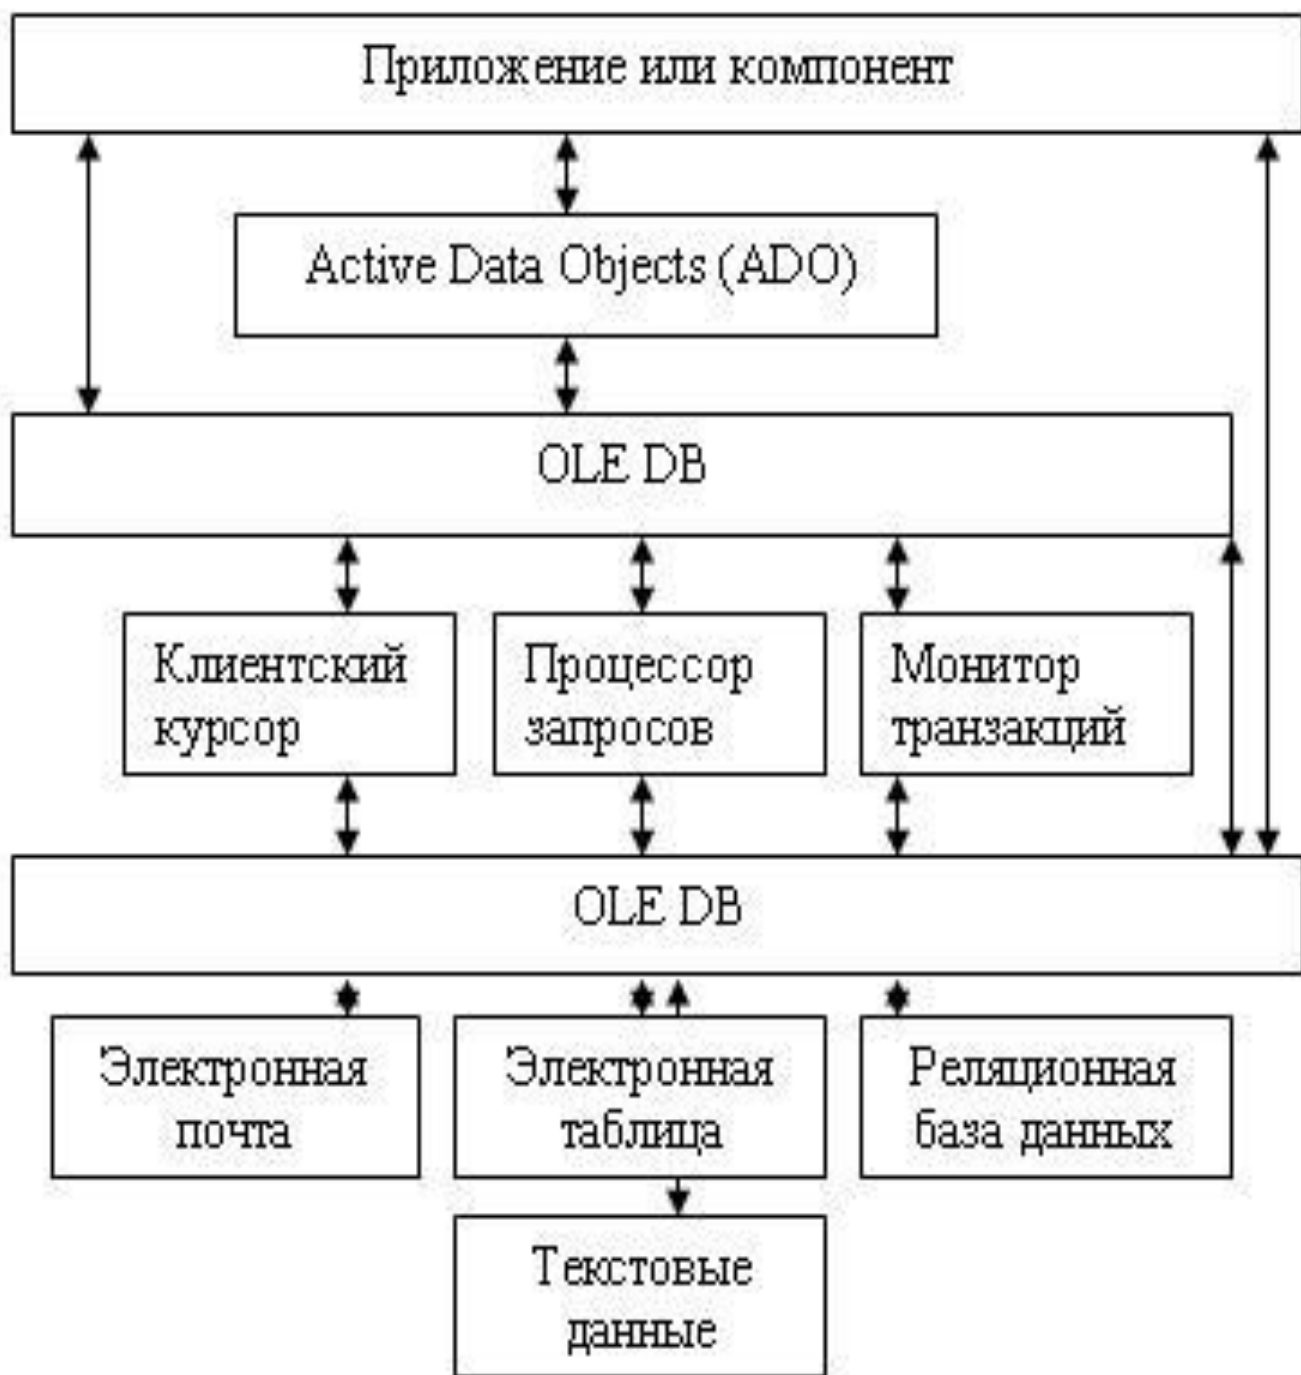 Приложение или компонент
Active Data Objects (ADO)
OLE DB
Клиентский
курсор
Процессор
запросов
Монитор
транзакций
OLE DB
Электронная
почта
Электронная
таблица
Реляционная
база данных
Текстовые
данные